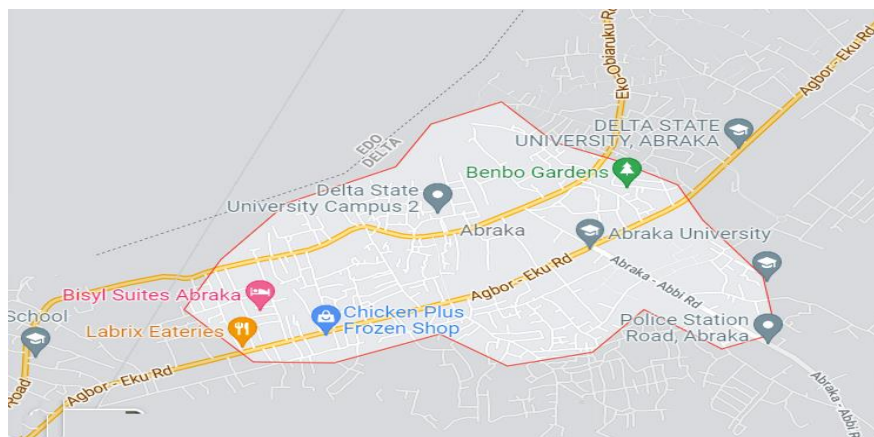 Eko-Obiaruku R
Agbor - Eku Rd
DELTA STATE
UNIVERSITY, ABRAKA
EDO
DELTA
Benbo Gardens
Delta State
University Campus 2
Abraka
Abraka University
Abraka - Abbi Rd
Agbor - Eku Rd
Bisyl Suites Abraka
Chicken Plus
Frozen Shop
School
Labrix Eateries
Police Station
Road, Abraka
Agbor - Eku Rd
Road
Abraka - Abbi Rd